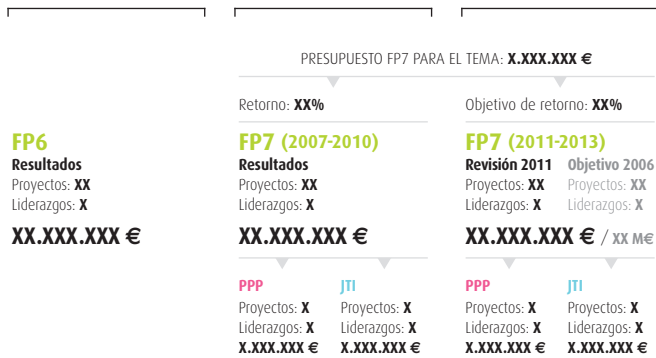 PRESUPUESTO FP7 PARA EL TEMA: X.XXX.XXX €
FP6
Resultados
Proyectos: XX
Liderazgos: X
XX.XXX.XXX €
Retorno: XX%
FP7 (2007-2010)
Resultados
Proyectos: XX
Liderazgos: X
XX.XXX.XXX €
PPP
Proyectos: X
Liderazgos: X
X.XXX.XXX €
JTI
Proyectos: X
Liderazgos: X
X.XXX.XXX €
Objetivo de retorno: XX%
FP7 (2011-2013)
Revisión 2011
Proyectos: XX
Liderazgos: X
Objetivo 2006
Proyectos: XX
Liderazgos: X
XX.XXX.XXX € / XX M€
PPP
Proyectos: X
Liderazgos: X
X.XXX.XXX €
JTI
Proyectos: X
Liderazgos: X
X.XXX.XXX €